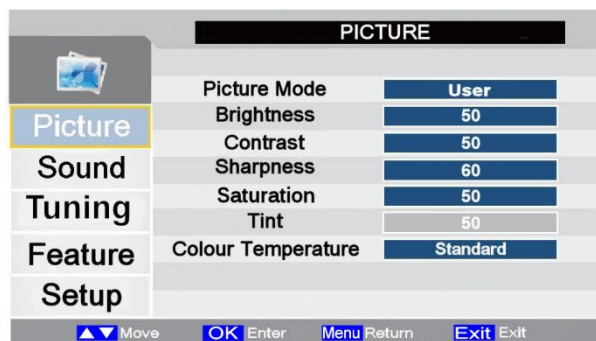 PICTURE
Picture Mode User
Brightness 50
Contrast 50
Sharpness 60
Saturation 50
Tint 50
Colour Temperature Standard
Picture
Sound
Tuning
Feature
Setup
▲▼ Move OK Enter Menu Return Exit Exit